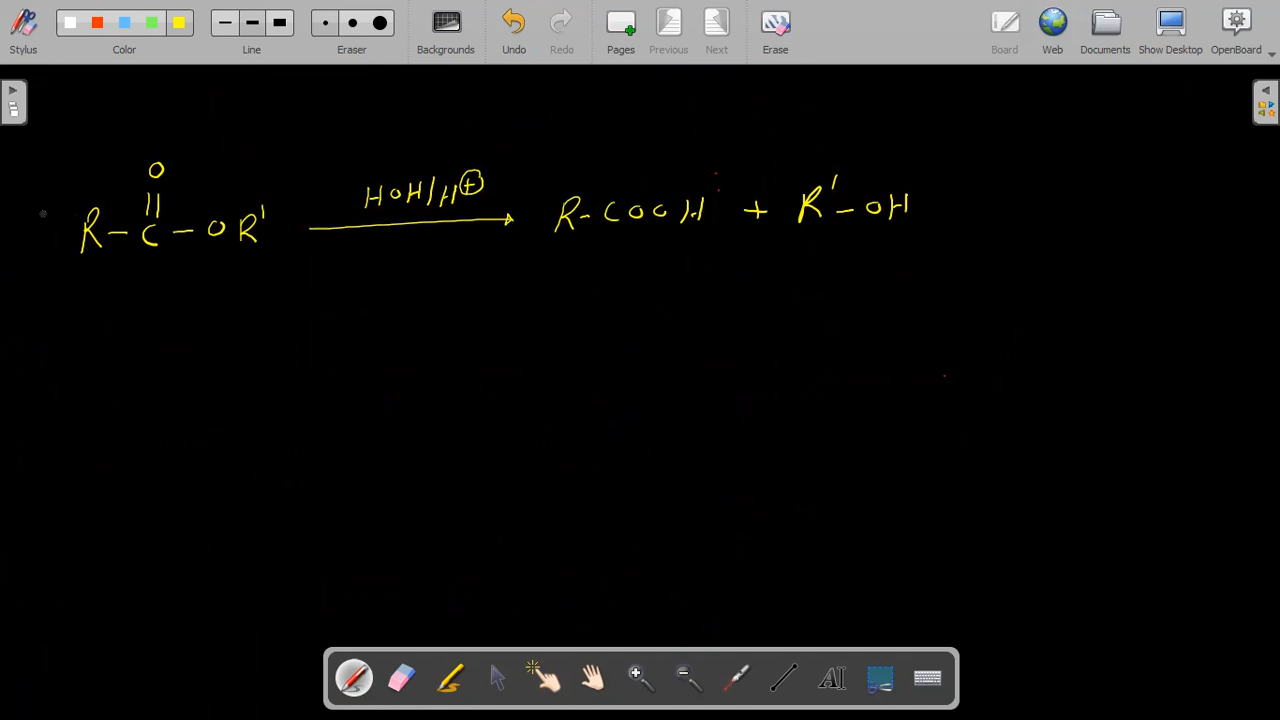 Stylus Color Line Eraser Backgrounds Undo Redo Pages Previous Next Erase Board Web Documents Show Desktop OpenBoard
O
||
R–C–OR' HOH/H⊕ R–COOH + R'–OH
AI